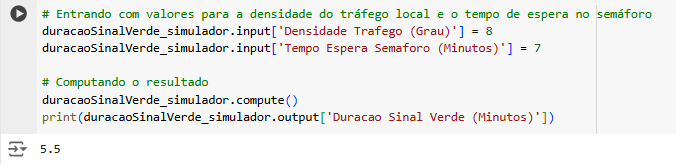 # Entrando com valores para a densidade do tráfego local e o tempo de espera no semáforo
duracaoSinalVerde_simulador.input['Densidade Trafego (Grau)'] = 8
duracaoSinalVerde_simulador.input['Tempo Espera Semaforo (Minutos)'] = 7
# Computando o resultado
duracaoSinalVerde_simulador.compute()
print(duracaoSinalVerde_simulador.output['Duracao Sinal Verde (Minutos)'])
5.5